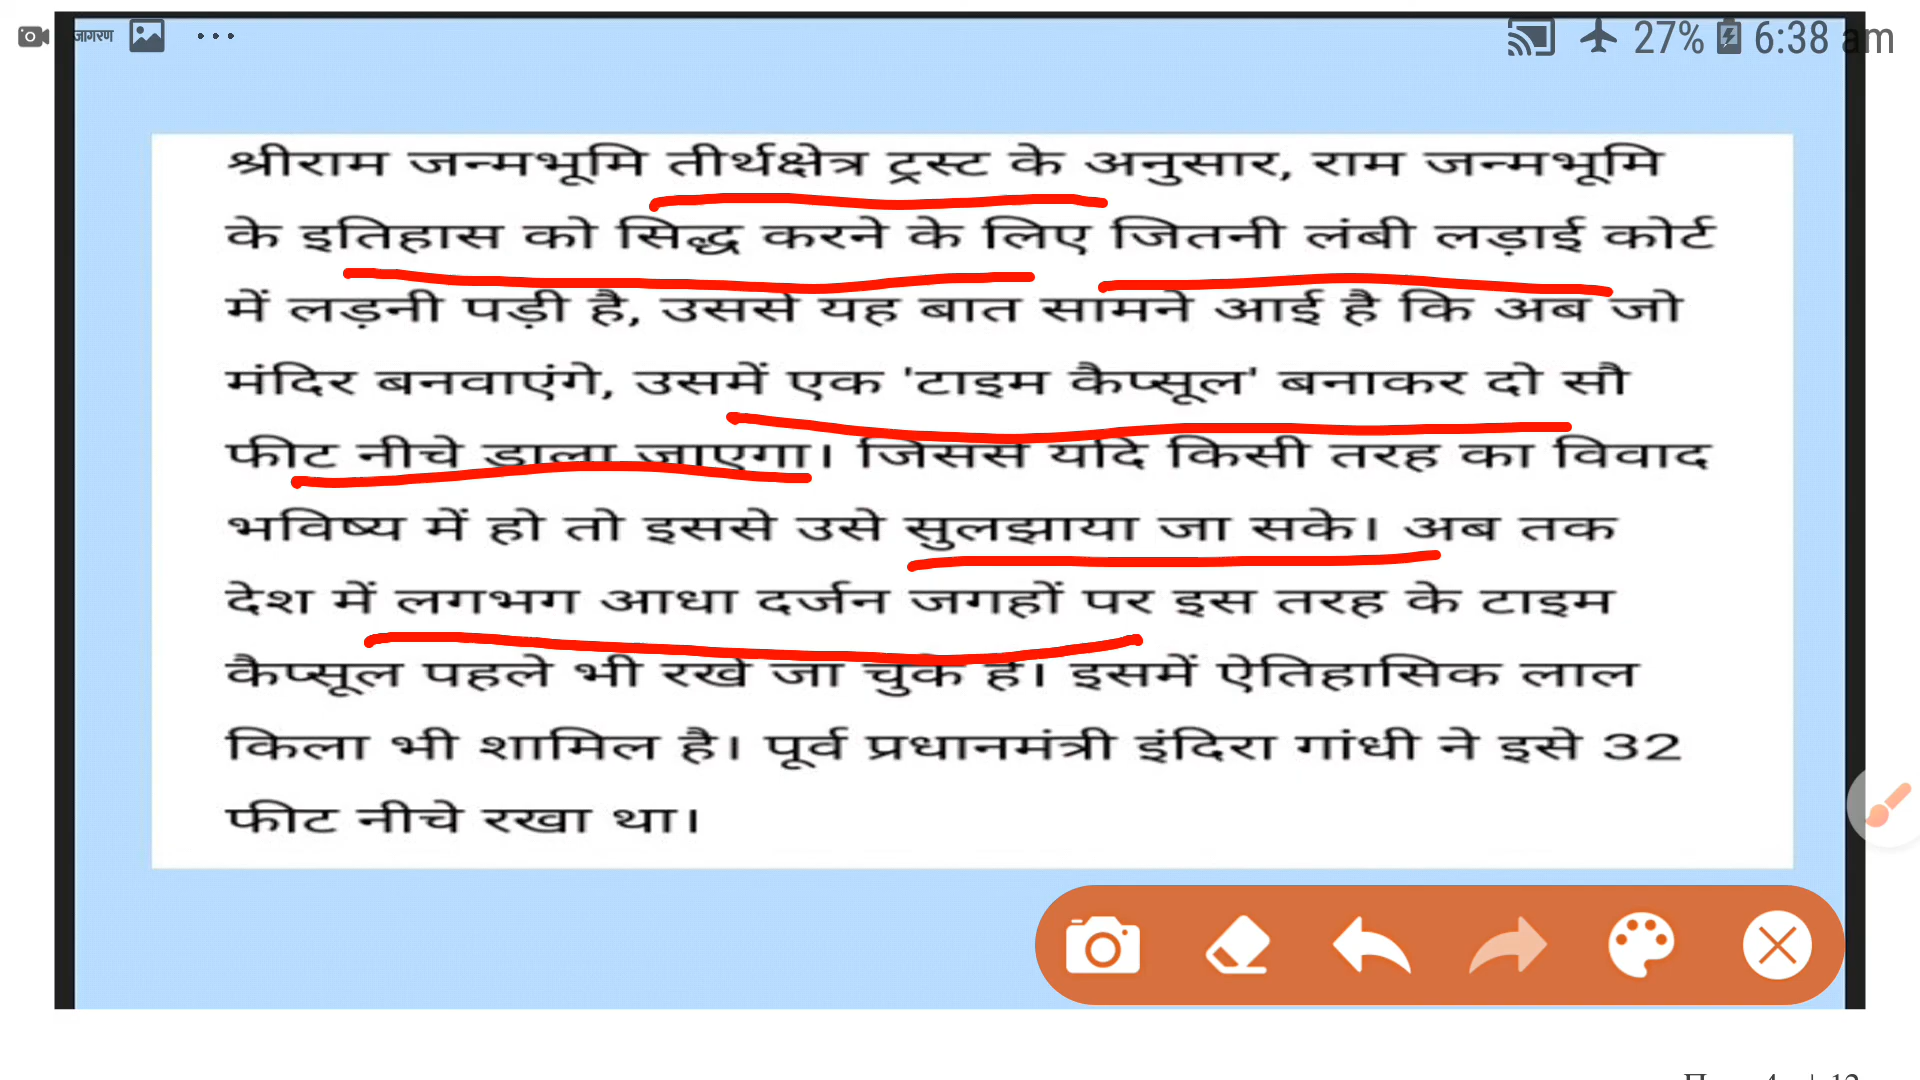 जागरण
27% 6:38 am
श्रीराम जन्मभूमि तीर्थक्षेत्र ट्रस्ट के अनुसार, राम जन्मभूमि
के इतिहास को सिद्ध करने के लिए जितनी लंबी लड़ाई कोर्ट
में लड़नी पड़ी है, उससे यह बात सामने आई है कि अब जो
मंदिर बनवाएंगे, उसमें एक 'टाइम कैप्सूल' बनाकर दो सौ
फीट नीचे डाला जाएगा। जिससे यदि किसी तरह का विवाद
भविष्य में हो तो इससे उसे सुलझाया जा सके। अब तक
देश में लगभग आधा दर्जन जगहों पर इस तरह के टाइम
कैप्सूल पहले भी रखे जा चुके हैं। इसमें ऐतिहासिक लाल
किला भी शामिल है। पूर्व प्रधानमंत्री इंदिरा गांधी ने इसे 32
फीट नीचे रखा था।